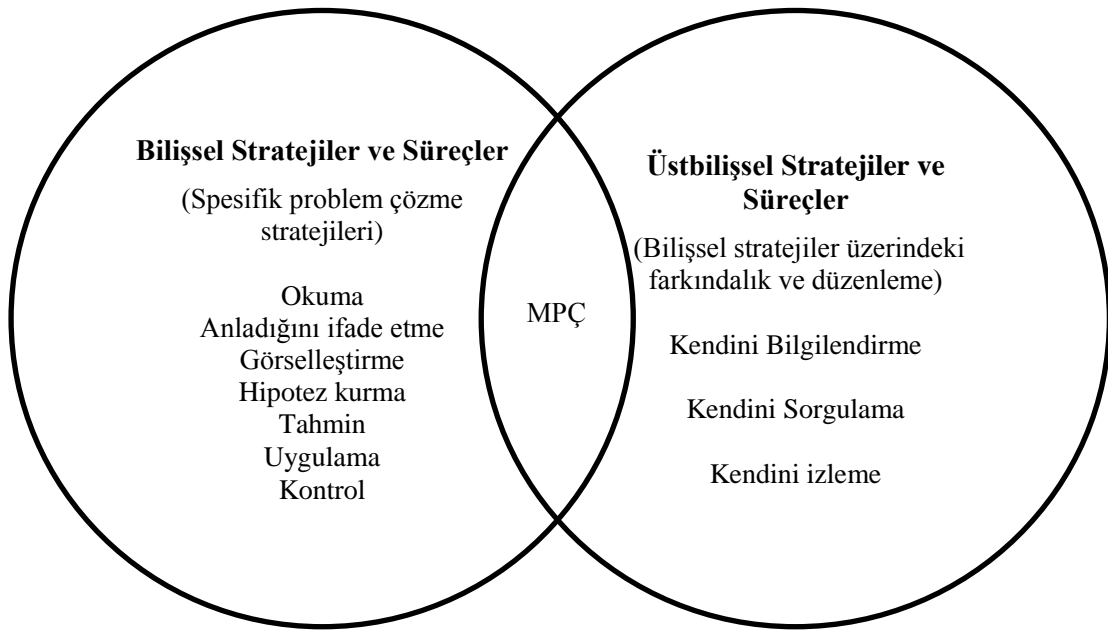 Bilişsel Stratejiler ve Süreçler
(Spesifik problem çözme
stratejileri)
Okuma
Anladığını ifade etme
Görselleştirme
Hipotez kurma
Tahmin
Uygulama
Kontrol
MPÇ
Üstbilişsel Stratejiler ve
Süreçler
(Bilişsel stratejiler üzerindeki
farkındalık ve düzenleme)
Kendini Bilgilendirme
Kendini Sorgulama
Kendini izleme